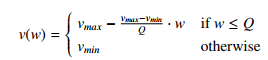 v(w) = { v_max − (v_max − v_min)/Q · w if w ≤ Q
v_min otherwise